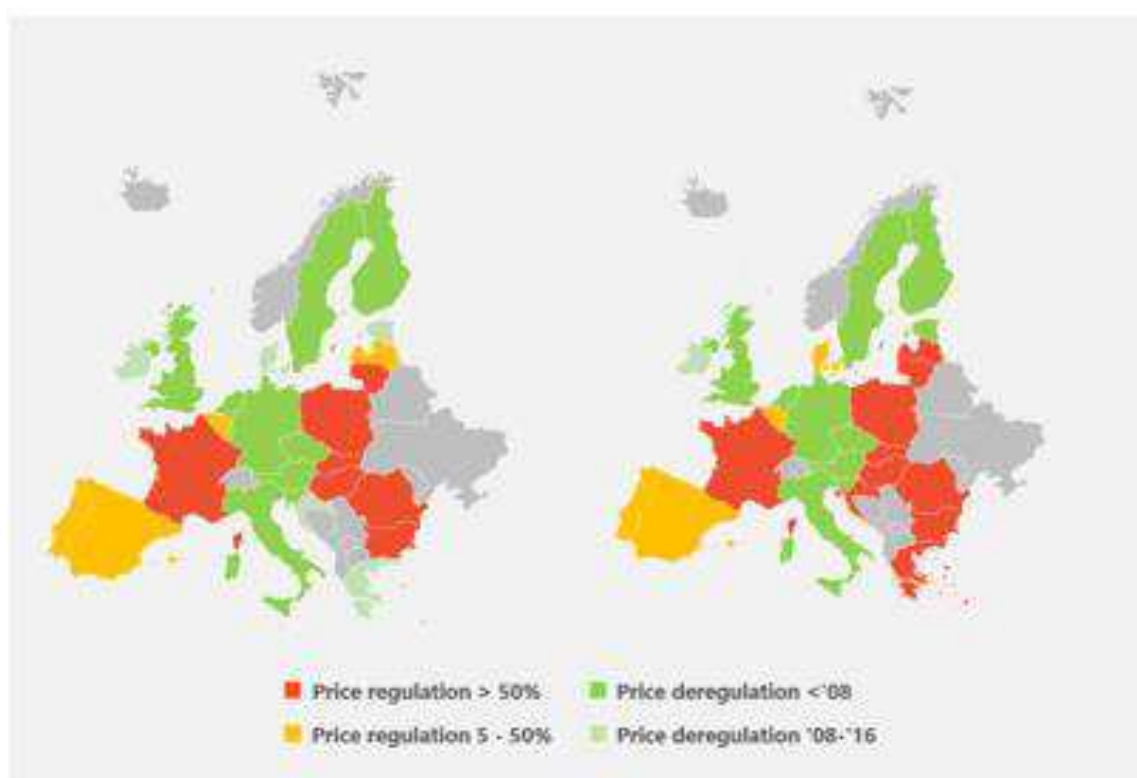 Price regulation > 50%
Price deregulation <'08
Price regulation 5 - 50%
Price deregulation '08-'16